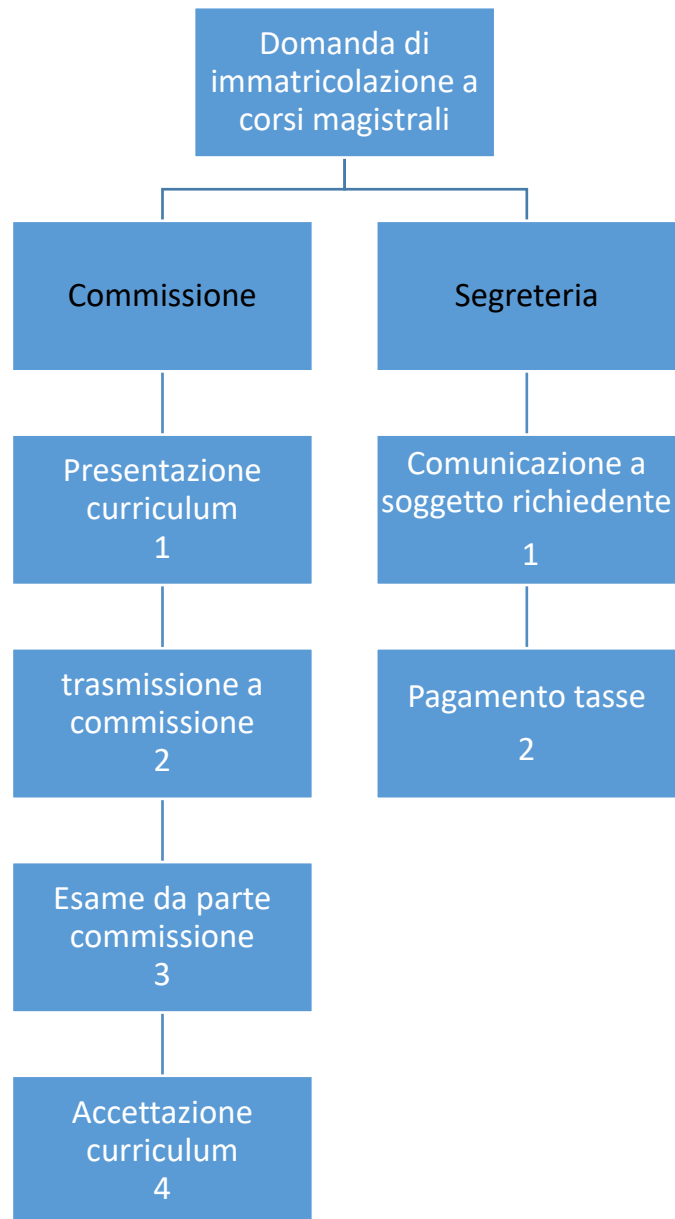 Domanda di
immatricolazione a
corsi magistrali
Commissione
Segreteria
Presentazione
curriculum
1
Comunicazione a
soggetto richiedente
1
trasmissione a
commissione
2
Pagamento tasse
2
Esame da parte
commissione
3
Accettazione
curriculum
4